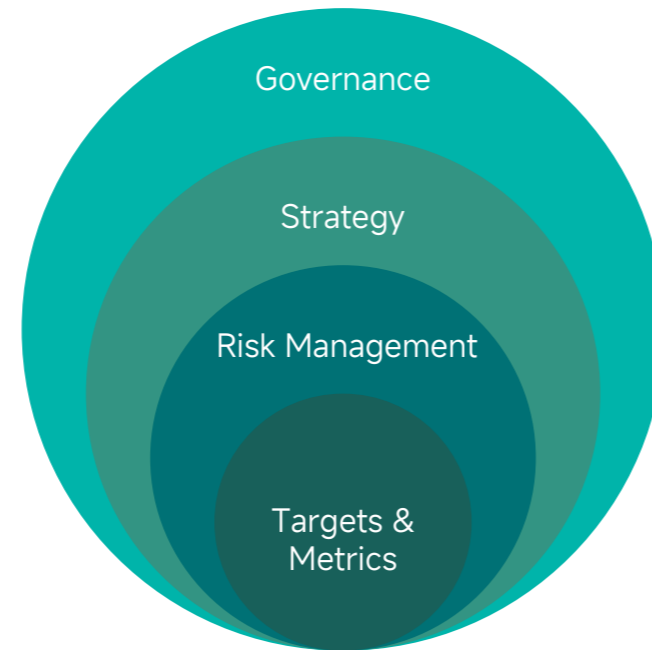 Governance
Strategy
Risk Management
Targets &
Metrics